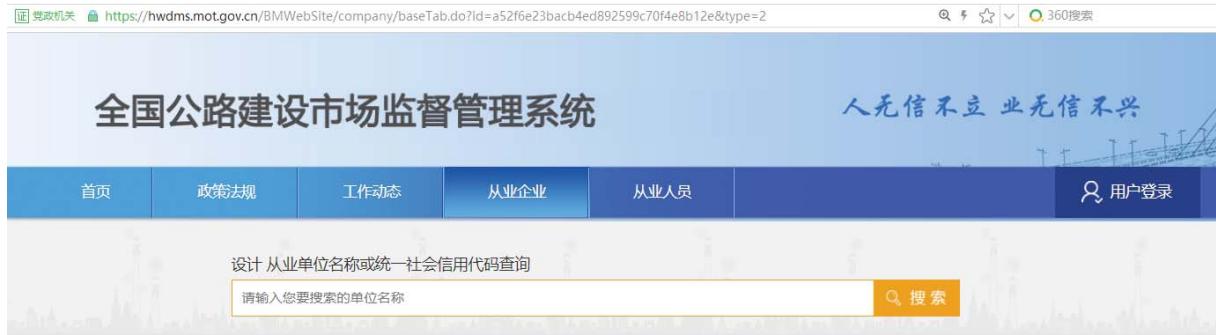 证 党政机关 https://hwdms.mot.gov.cn/BMWebSite/company/baseTab.do?id=a52f6e23bacb4ed892599c70f4e8b12e&type=2 360搜索
全国公路建设市场监督管理系统 人无信不立 业无信不兴
首页 政策法规 工作动态 从业企业 从业人员 用户登录
设计 从业单位名称或统一社会信用代码查询
请输入您要搜索的单位名称 搜索